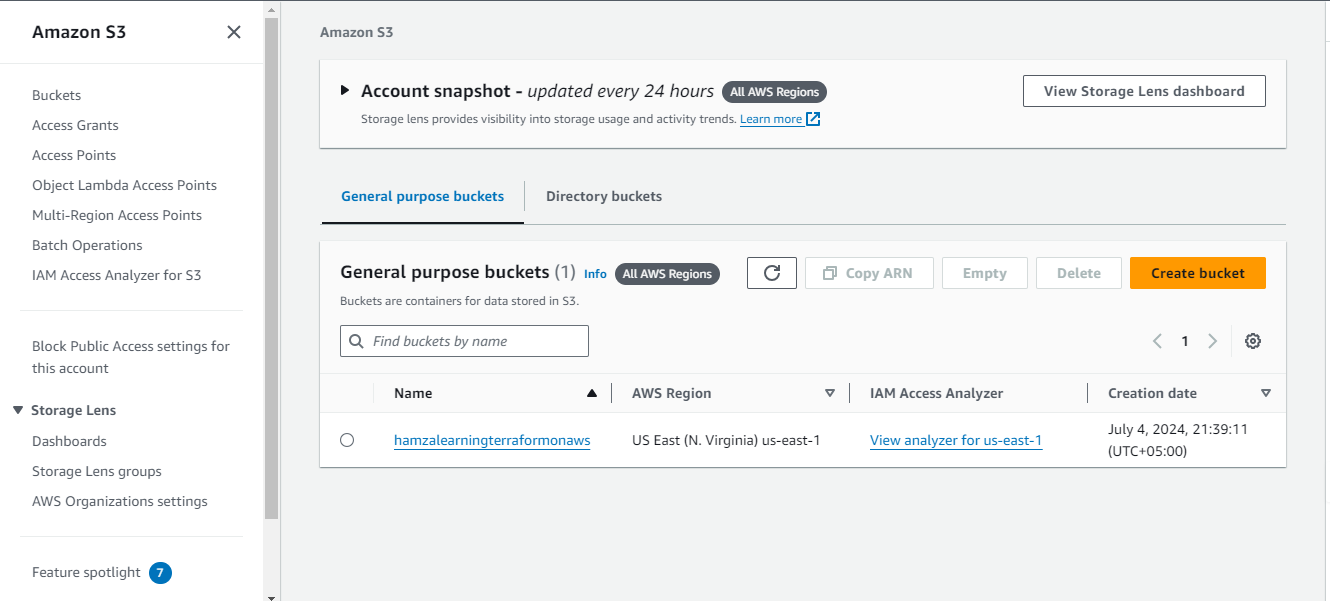 Amazon S3
Buckets
Access Grants
Access Points
Object Lambda Access Points
Multi-Region Access Points
Batch Operations
IAM Access Analyzer for S3
Block Public Access settings for
this account
Storage Lens
Dashboards
Storage Lens groups
AWS Organizations settings
Feature spotlight 7
Amazon S3
Account snapshot - updated every 24 hours All AWS Regions
View Storage Lens dashboard
Storage lens provides visibility into storage usage and activity trends. Learn more
General purpose buckets Directory buckets
General purpose buckets (1) Info All AWS Regions
Copy ARN Empty Delete Create bucket
Buckets are containers for data stored in S3.
Find buckets by name
1
Name AWS Region IAM Access Analyzer Creation date
hamzalearningterraformonaws US East (N. Virginia) us-east-1 View analyzer for us-east-1 July 4, 2024, 21:39:11
(UTC+05:00)